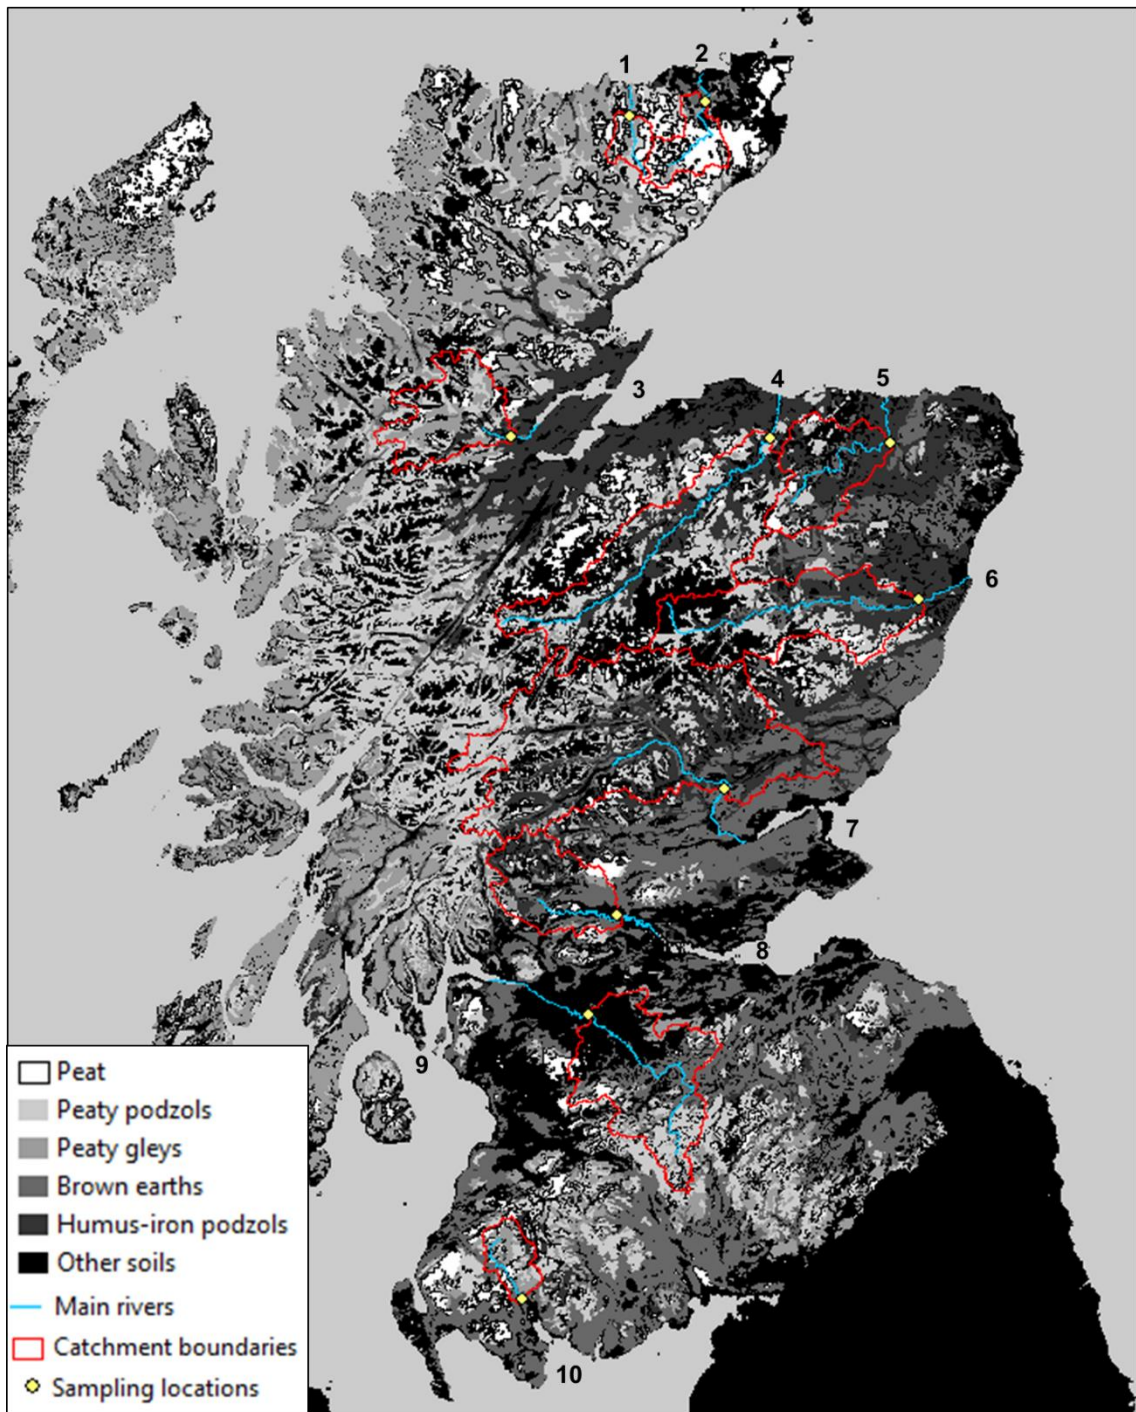 1
2
3
4
5
6
7
8
9
10
Peat
Peaty podzols
Peaty gleys
Brown earths
Humus-iron podzols
Other soils
Main rivers
Catchment boundaries
Sampling locations